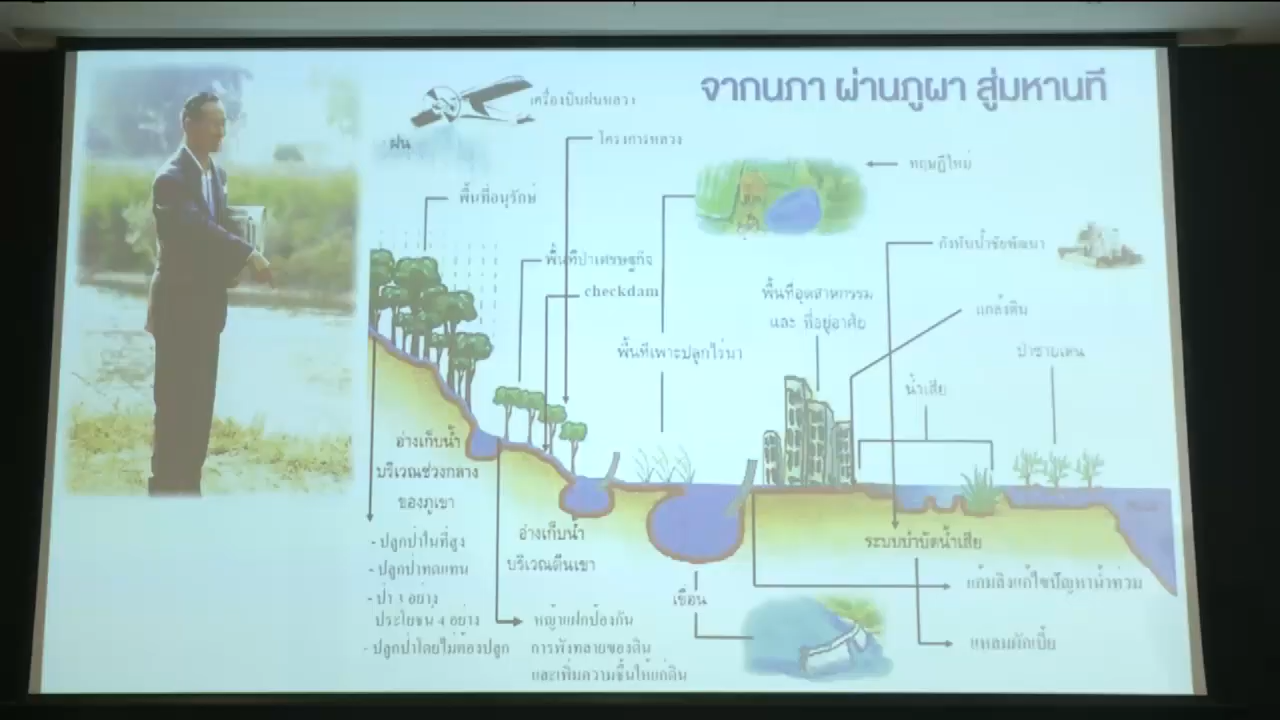 จากนภา ผ่านภูผา สู่มหานที
เครื่องบินฝนหลวง
ฝน
โครงการหลวง
ทฤษฎีใหม่
พื้นที่อนุรักษ์
กังหันน้ำชัยพัฒนา
พื้นที่ป่าเศรษฐกิจ
checkdam
พื้นที่อุตสาหกรรม
และ ที่อยู่อาศัย
แกล้งดิน
พื้นที่เพาะปลูกไร่นา
ป่าชายเลน
น้ำเสีย
อ่างเก็บน้ำ
บริเวณช่วงกลาง
ของภูเขา
อ่างเก็บน้ำ
บริเวณตีนเขา
ระบบบำบัดน้ำเสีย
- ปลูกป่าในที่สูง
- ปลูกป่าทดแทน
- ป่า 3 อย่าง
ประโยชน์ 4 อย่าง
- ปลูกป่าโดยไม่ต้องปลูก
หญ้าแฝกป้องกัน
การพังทลายของดิน
และเพิ่มความชื้นให้แก่ดิน
เขื่อน
แก้มลิงแก้ไขปัญหาน้ำท่วม
แหลมผักเบี้ย